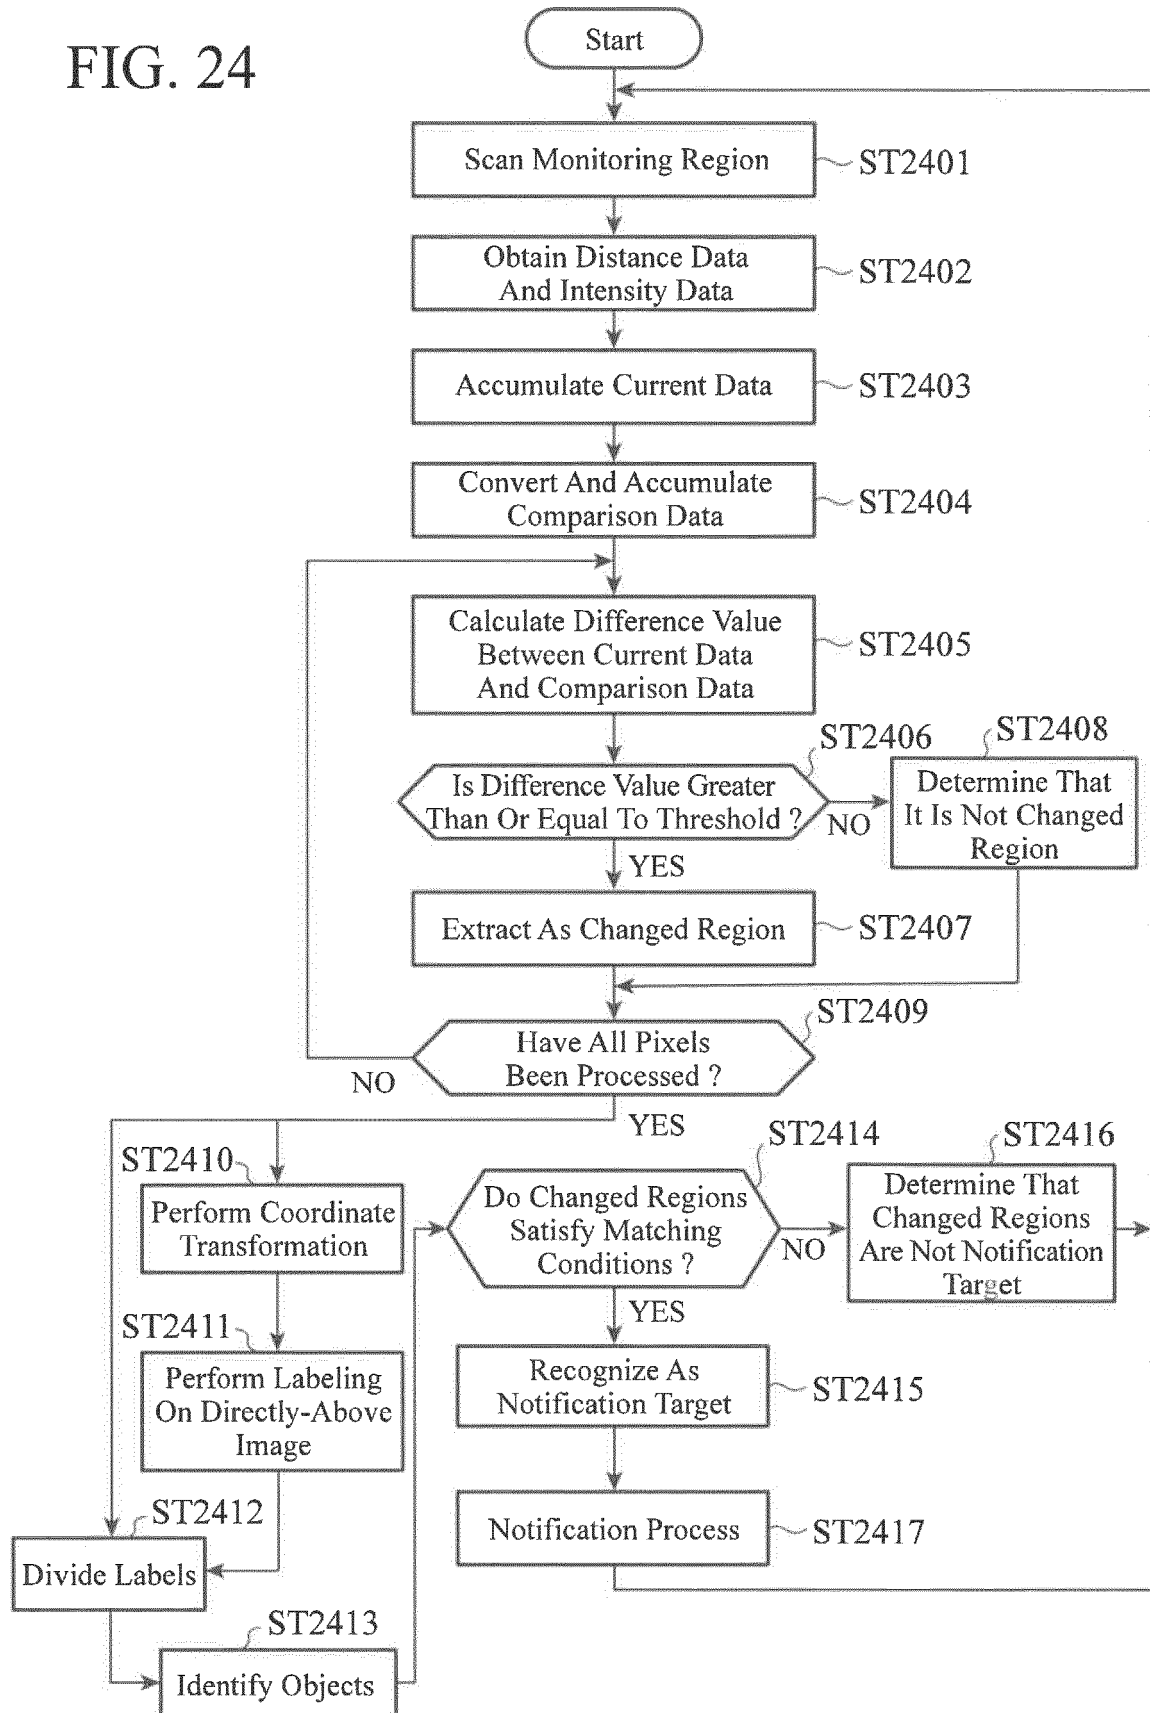 FIG. 24
Start
Scan Monitoring Region
ST2401
Obtain Distance Data
And Intensity Data
ST2402
Accumulate Current Data
ST2403
Convert And Accumulate
Comparison Data
ST2404
Calculate Difference Value
Between Current Data
And Comparison Data
ST2405
ST2406
Is Difference Value Greater
Than Or Equal To Threshold ?
NO
YES
ST2408
Determine That
It Is Not Changed
Region
Extract As Changed Region
ST2407
ST2409
Have All Pixels
Been Processed ?
NO
YES
ST2410
Perform Coordinate
Transformation
ST2411
Perform Labeling
On Directly-Above
Image
ST2412
Divide Labels
ST2413
Identify Objects
ST2414
Do Changed Regions
Satisfy Matching
Conditions ?
NO
YES
ST2416
Determine That
Changed Regions
Are Not Notification
Target
Recognize As
Notification Target
ST2415
Notification Process
ST2417